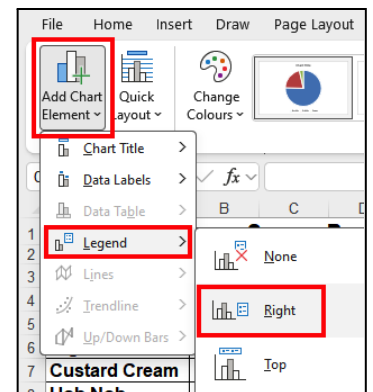 File Home Insert Draw Page Layout
Add Chart Element
Quick Layout
Change Colours
Chart Title
Data Labels
fx
Data Table
B C
Legend
None
Lines
Right
Trendline
Up/Down Bars
Top
1
2
3
4
5
6
7 Custard Cream